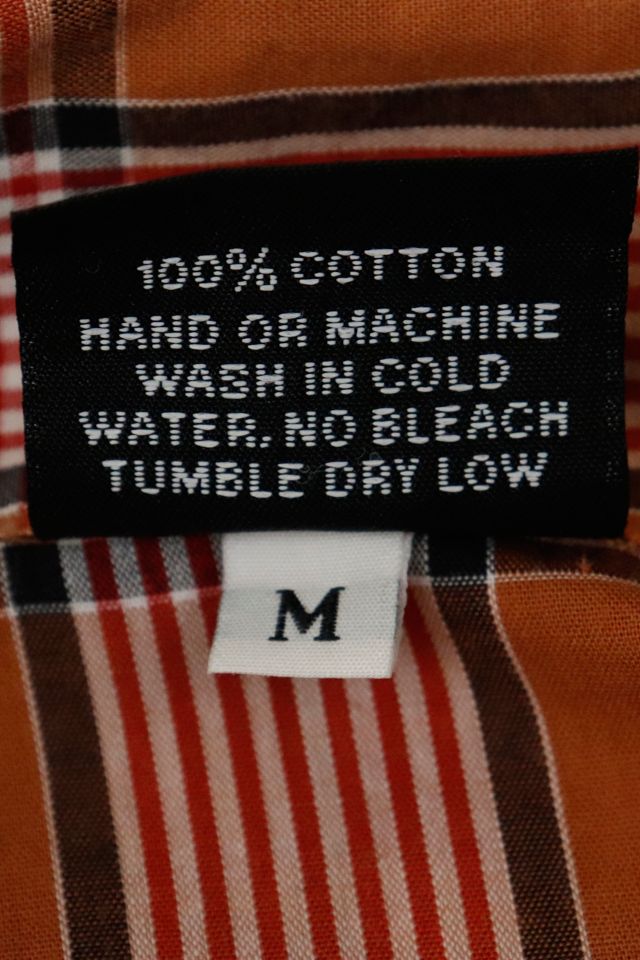 100% COTTON
HAND OR MACHINE
WASH IN COLD
WATER. NO BLEACH
TUMBLE DRY LOW
M